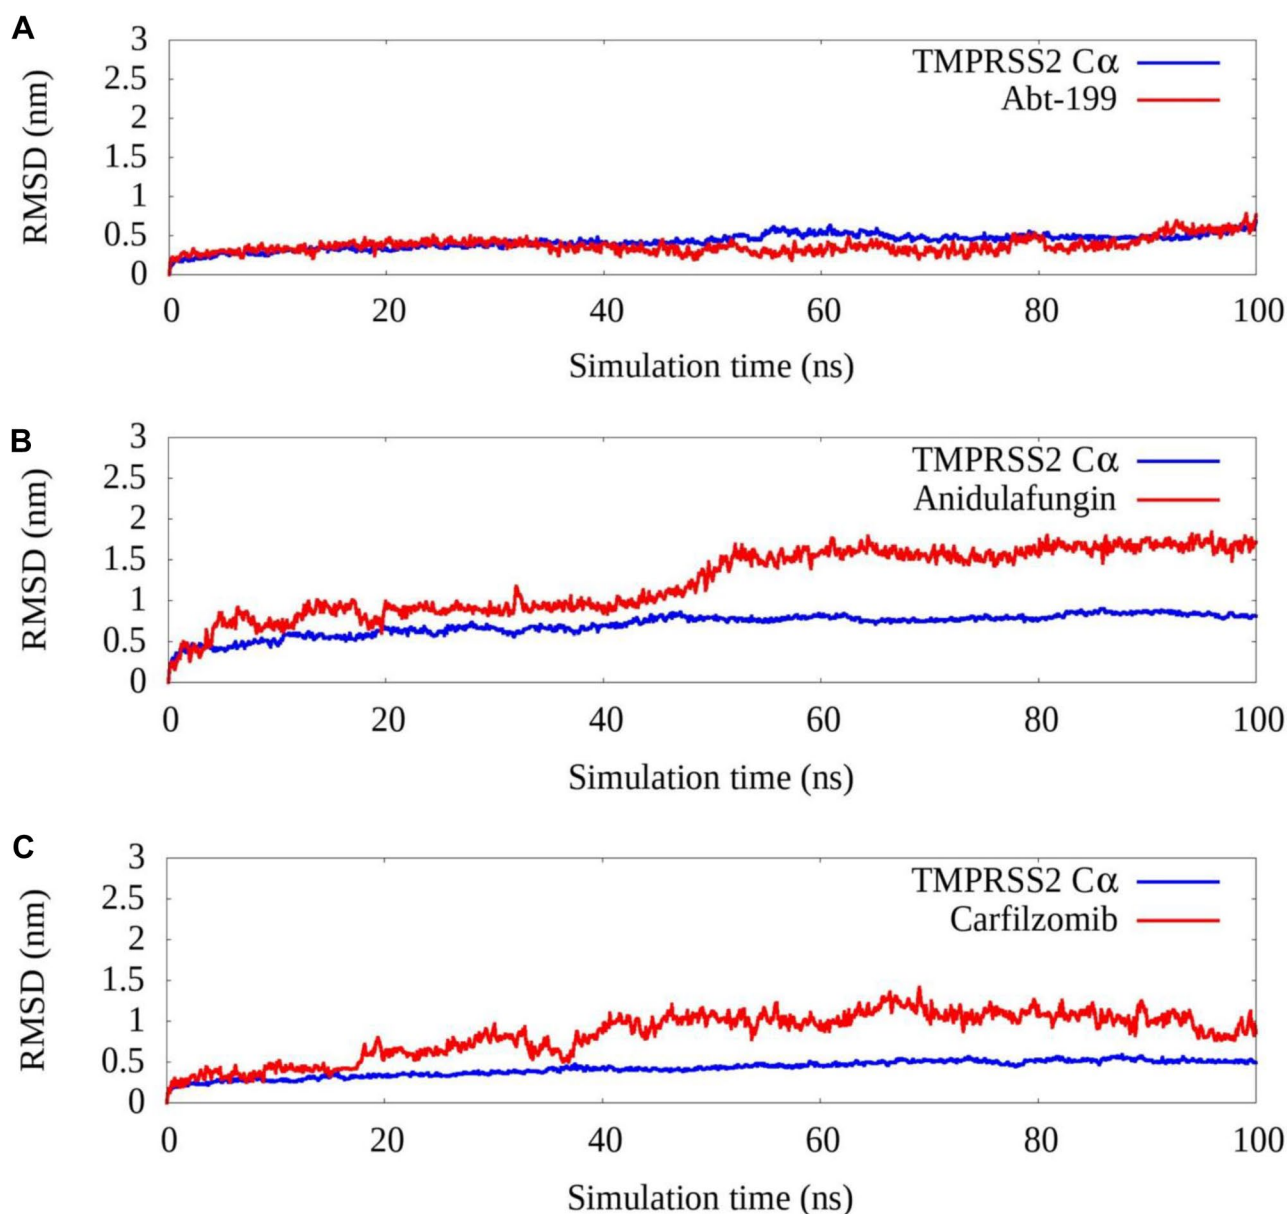 A
3
2.5
2
1.5
1
0.5
0
RMSD (nm)
TMPRSS2 Cα
Abt-199
0 20 40 60 80 100
Simulation time (ns)
B
3
2.5
2
1.5
1
0.5
0
RMSD (nm)
TMPRSS2 Cα
Anidulafungin
0 20 40 60 80 100
Simulation time (ns)
C
3
2.5
2
1.5
1
0.5
0
RMSD (nm)
TMPRSS2 Cα
Carfilzomib
0 20 40 60 80 100
Simulation time (ns)